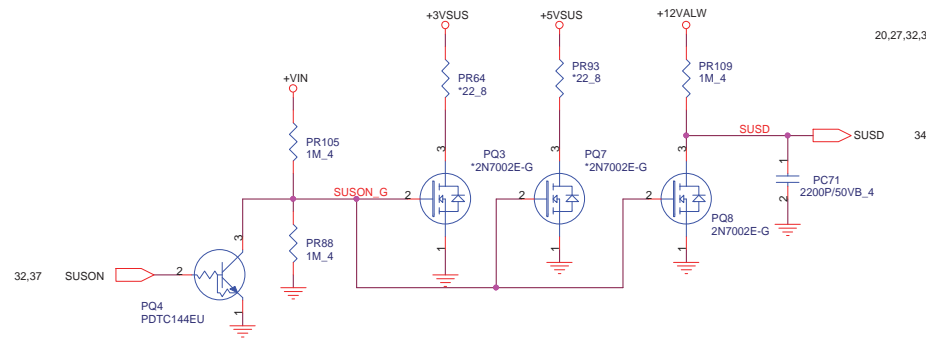 +3VSUS
+5VSUS
+12VALW
20,27,32,3
PR64
*22_8
PR93
*22_8
PR109
1M_4
+VIN
PR105
1M_4
SUSD
SUSD
34
3
3
3
1
PQ3
*2N7002E-G
PQ7
*2N7002E-G
PC71
2200P/50VB_4
2
SUSON_G
2
2
2
PQ8
2N7002E-G
3
PR88
1M_4
1
1
1
32,37
SUSON
2
PQ4
PDTC144EU
1